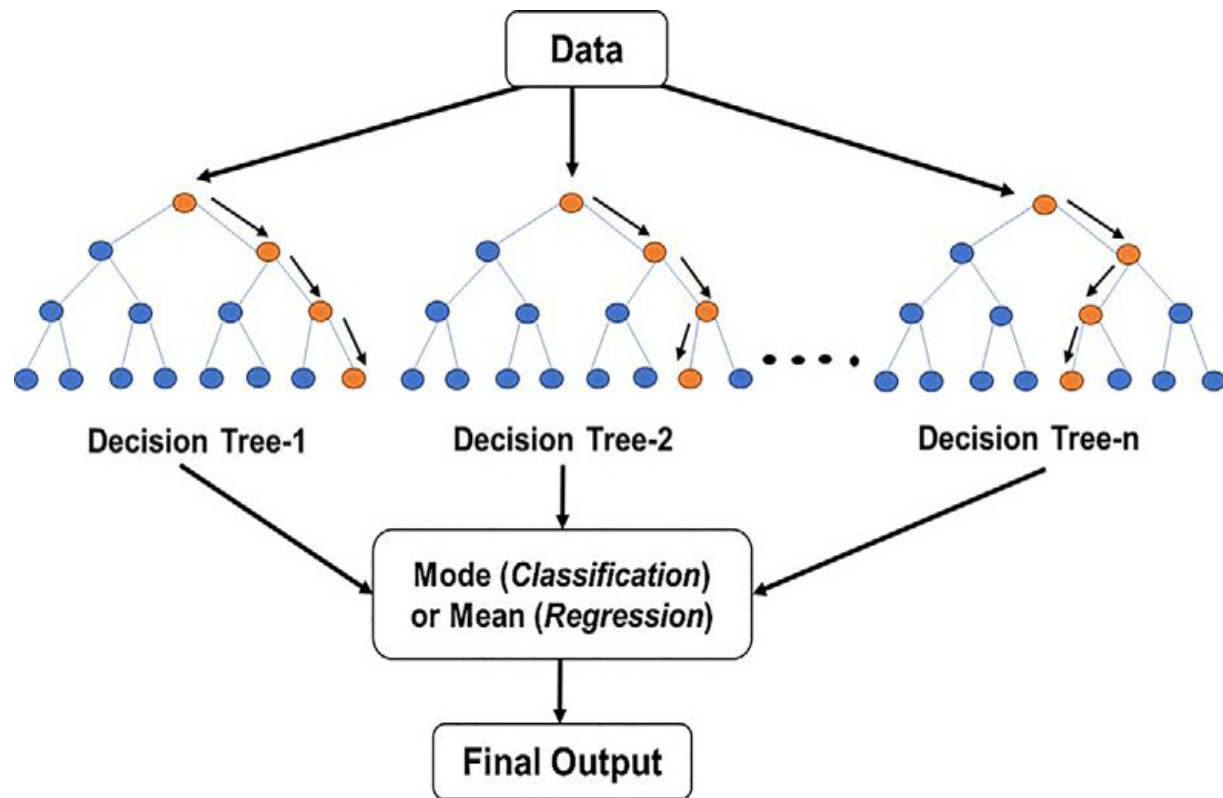 Data
Decision Tree-1
Decision Tree-2
Decision Tree-n
Mode (Classification)
or Mean (Regression)
Final Output